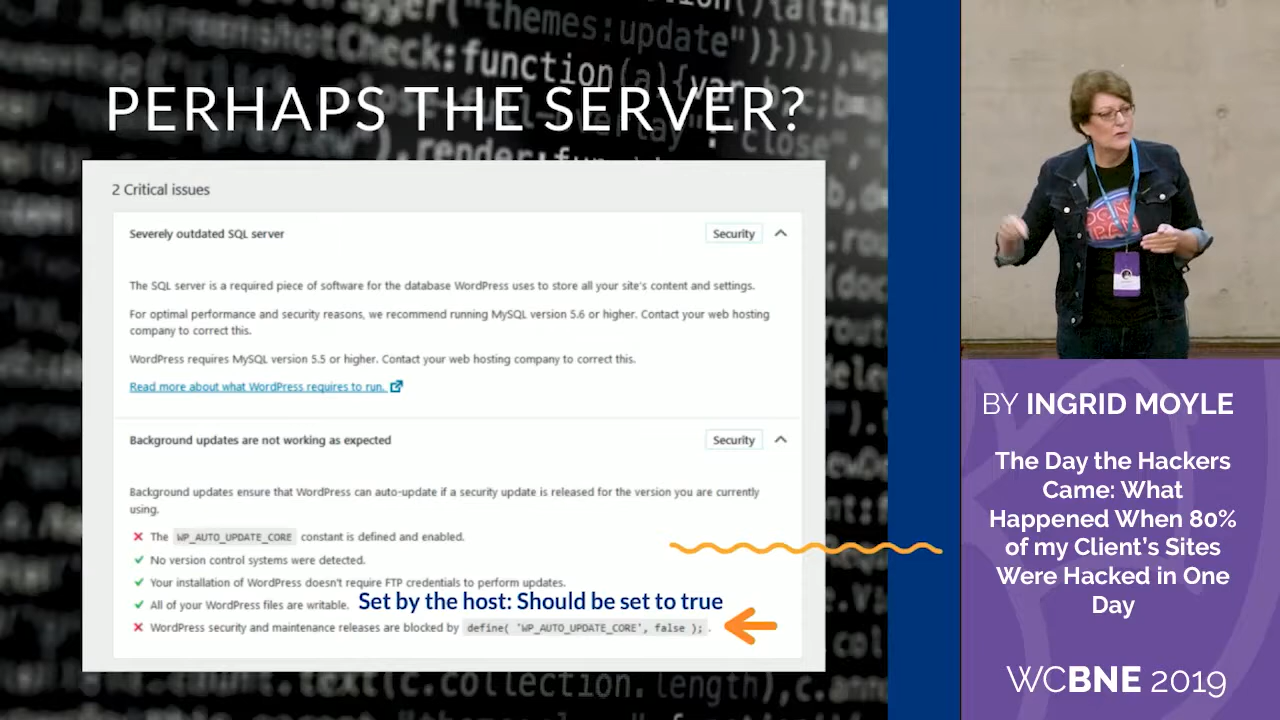 PERHAPS THE SERVER?
2 Critical issues
Severely outdated SQL server
Security
The SQL server is a required piece of software for the database WordPress uses to store all your site's content and settings.
For optimal performance and security reasons, we recommend running MySQL version 5.6 or higher. Contact your web hosting
company to correct this.
WordPress requires MySQL version 5.5 or higher. Contact your web hosting company to correct this.
Read more about what WordPress requires to run.
Background updates are not working as expected
Security
Background updates ensure that WordPress can auto-update if a security update is released for the version you are currently
using.
The WP_AUTO_UPDATE_CORE constant is defined and enabled.
No version control systems were detected.
Your installation of WordPress doesn't require FTP credentials to perform updates.
All of your WordPress files are writable.
Set by the host: Should be set to true
WordPress security and maintenance releases are blocked by define( 'WP_AUTO_UPDATE_CORE', false );.
BY INGRID MOYLE
The Day the Hackers
Came: What
Happened When 80%
of my Client's Sites
Were Hacked in One
Day
WCBNE 2019
themes:update")})}),
screenshotCheck:function(a){var